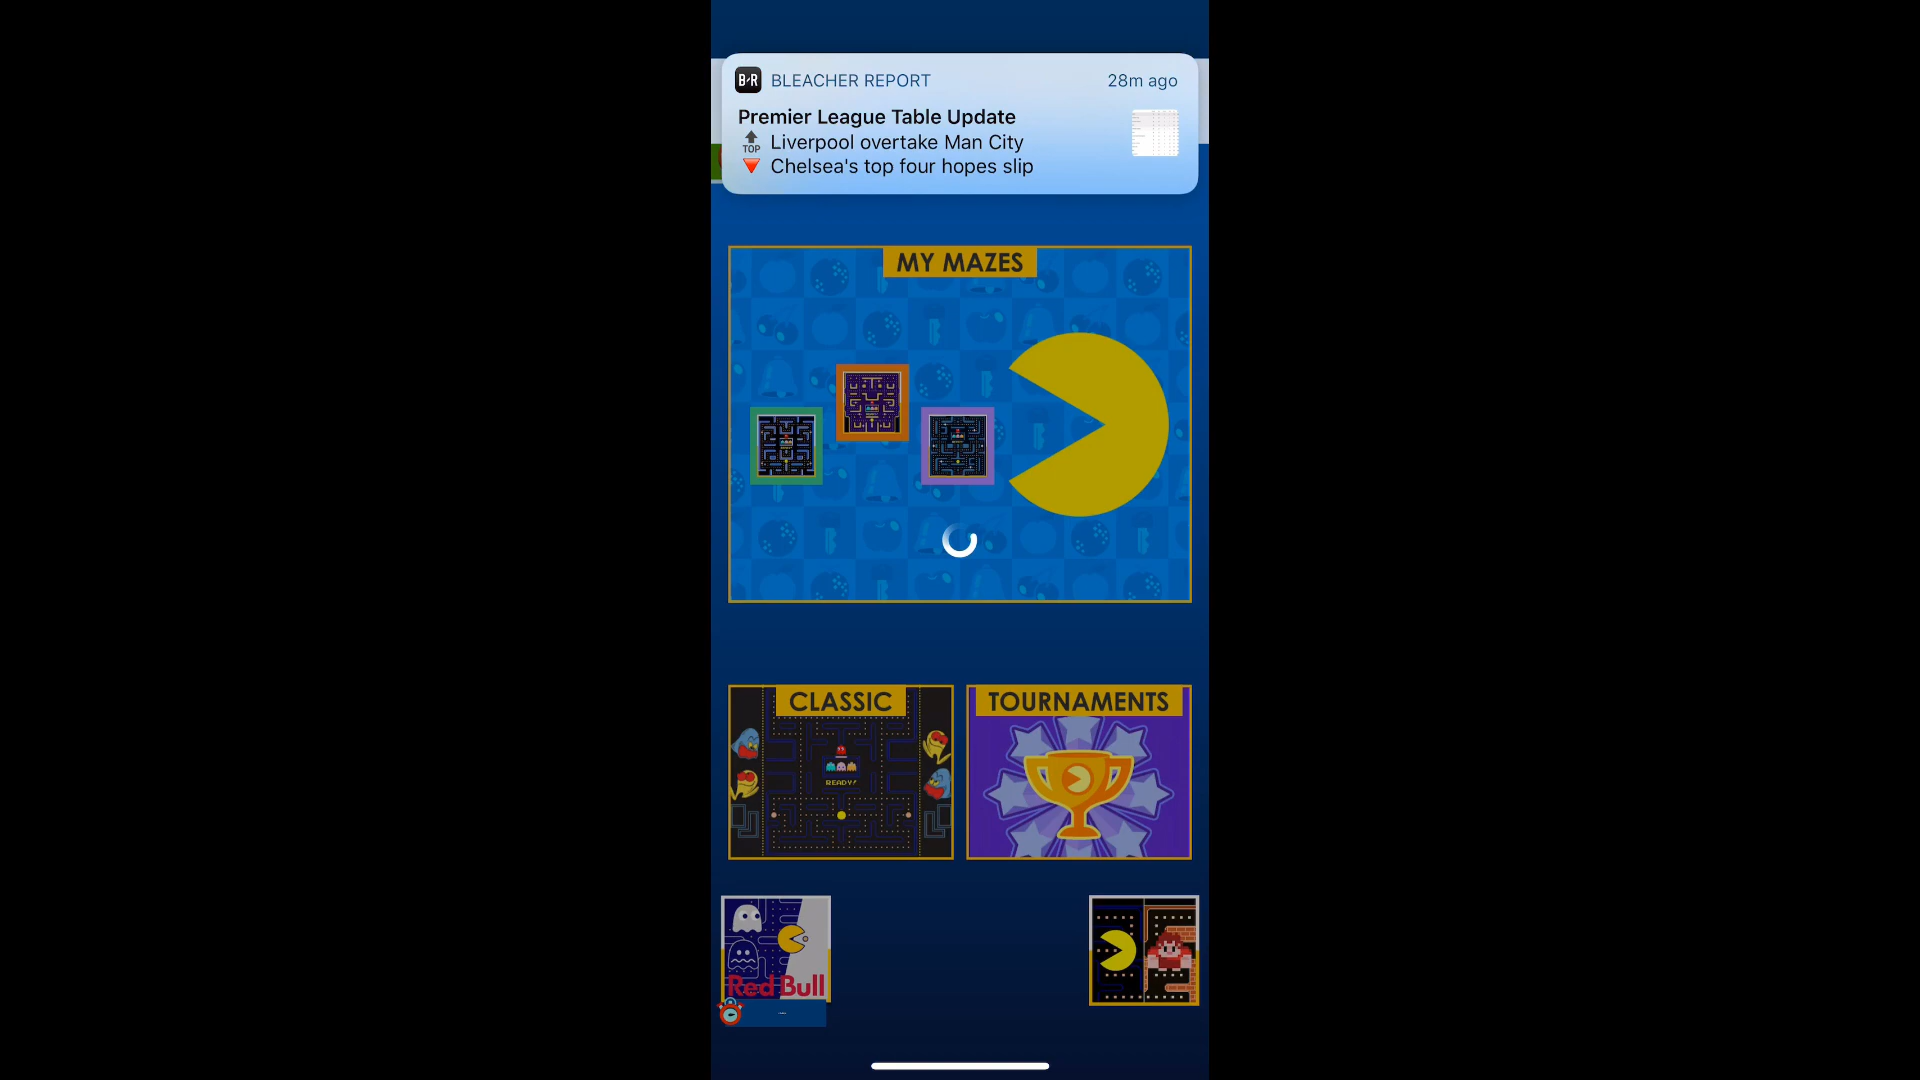 B/R BLEACHER REPORT 28m ago
Premier League Table Update
TOP Liverpool overtake Man City
Chelsea's top four hopes slip
MY MAZES
CLASSIC
TOURNAMENTS
READY!
Red Bull